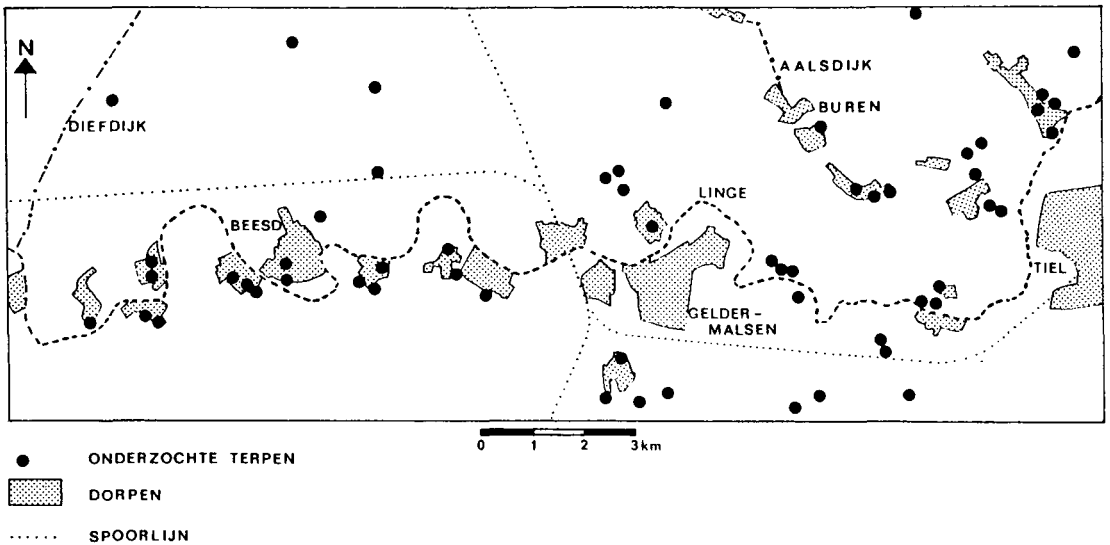 N
AALSDIJK
BUREN
DIEFDIJK
LINGE
BEESD
TIEL
GELDER-
MALSEN
0 1 2 3 km
ONDERZOCHTE TERPEN
DORPEN
SPOORLIJN